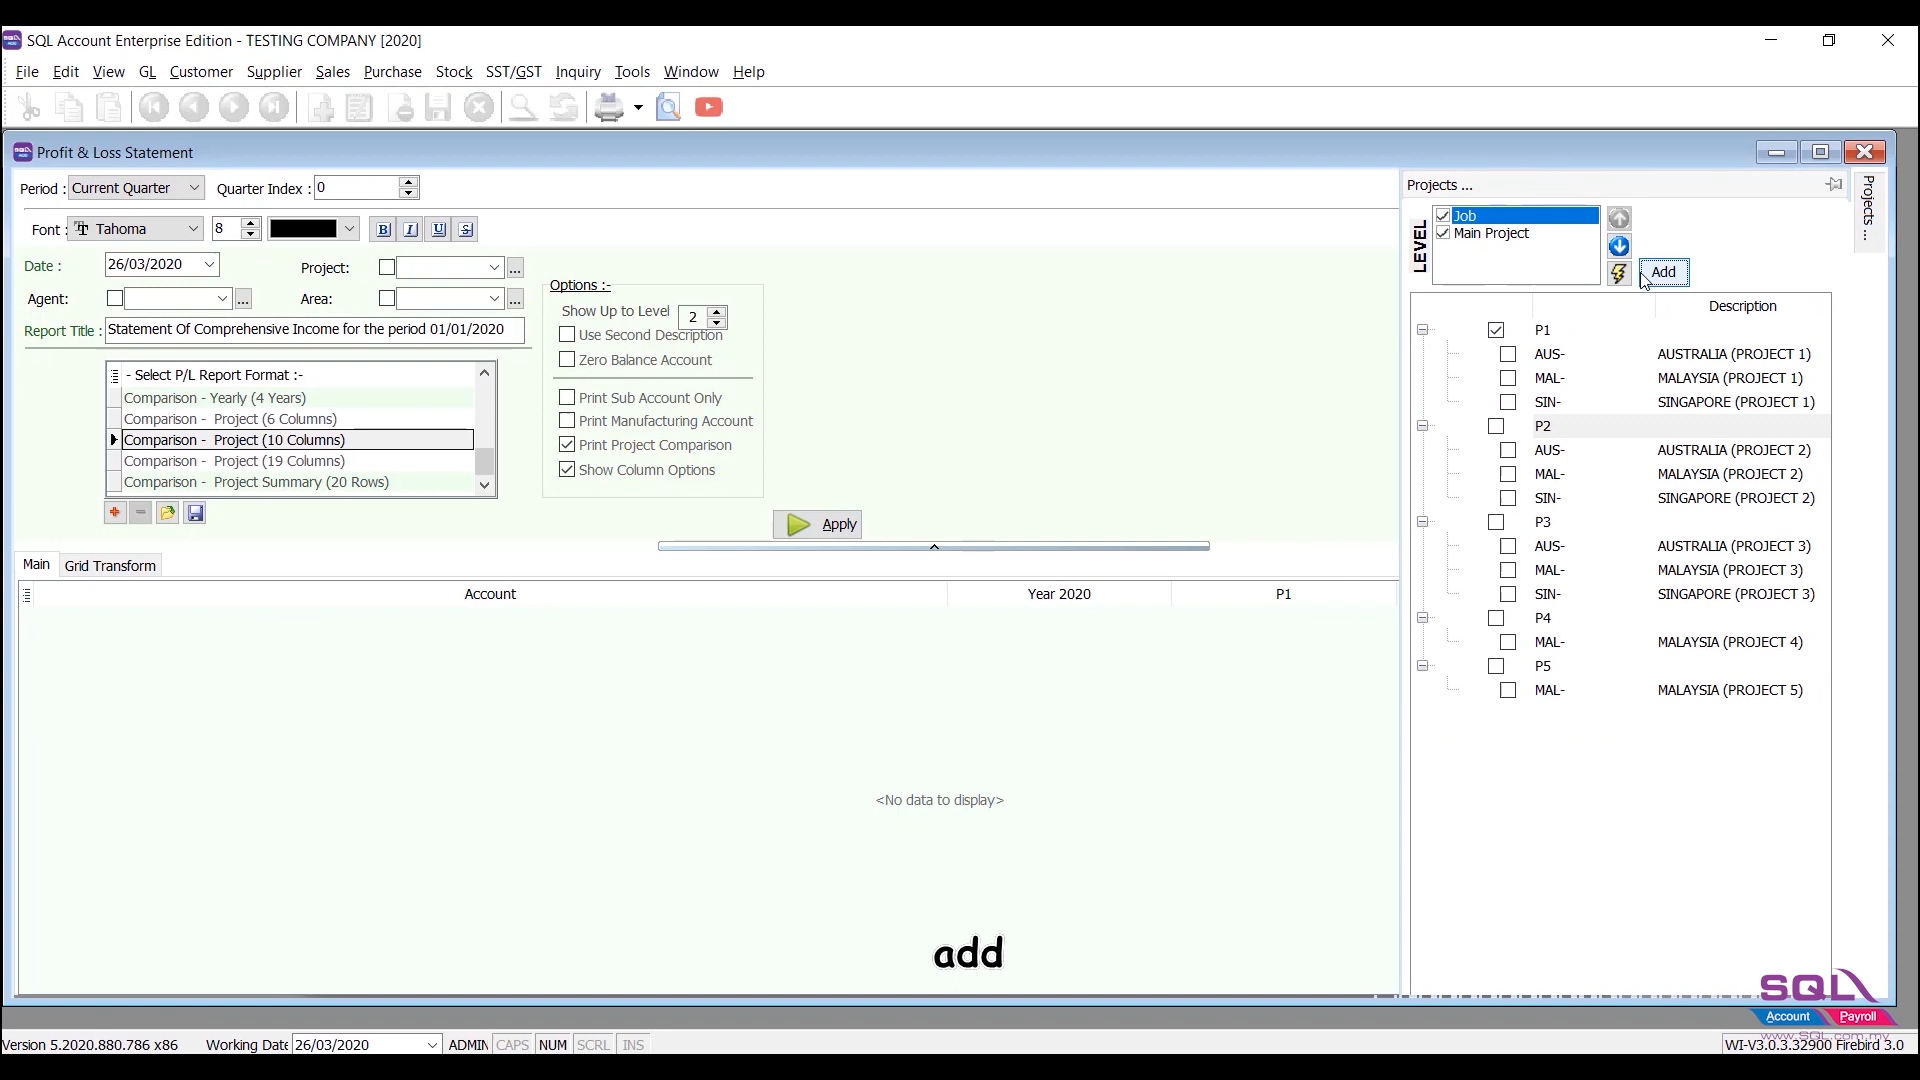 SQL Account Enterprise Edition - TESTING COMPANY [2020]
File Edit View GL Customer Supplier Sales Purchase Stock SST/GST Inquiry Tools Window Help
Profit & Loss Statement
Period : Current Quarter Quarter Index : 0
Font : Tahoma 8 B I U S
Date : 26/03/2020 Project: ...
Agent: ... Area: ...
Report Title : Statement Of Comprehensive Income for the period 01/01/2020
- Select P/L Report Format :-
Comparison - Yearly (4 Years)
Comparison - Project (6 Columns)
Comparison - Project (10 Columns)
Comparison - Project (19 Columns)
Comparison - Project Summary (20 Rows)
Options :-
Show Up to Level 2
Use Second Description
Zero Balance Account
Print Sub Account Only
Print Manufacturing Account
Print Project Comparison
Show Column Options
Apply
Main Grid Transform
Account Year 2020 P1
<No data to display>
Projects ...
Projects ...
LEVEL
Job
Main Project
Add
Description
P1
AUS- AUSTRALIA (PROJECT 1)
MAL- MALAYSIA (PROJECT 1)
SIN- SINGAPORE (PROJECT 1)
P2
AUS- AUSTRALIA (PROJECT 2)
MAL- MALAYSIA (PROJECT 2)
SIN- SINGAPORE (PROJECT 2)
P3
AUS- AUSTRALIA (PROJECT 3)
MAL- MALAYSIA (PROJECT 3)
SIN- SINGAPORE (PROJECT 3)
P4
MAL- MALAYSIA (PROJECT 4)
P5
MAL- MALAYSIA (PROJECT 5)
add
SQL
Account Payroll
www.SQL.com.my
Version 5.2020.880.786 x86 Working Date 26/03/2020 ADMIN CAPS NUM SCRL INS WI-V3.0.3.32900 Firebird 3.0